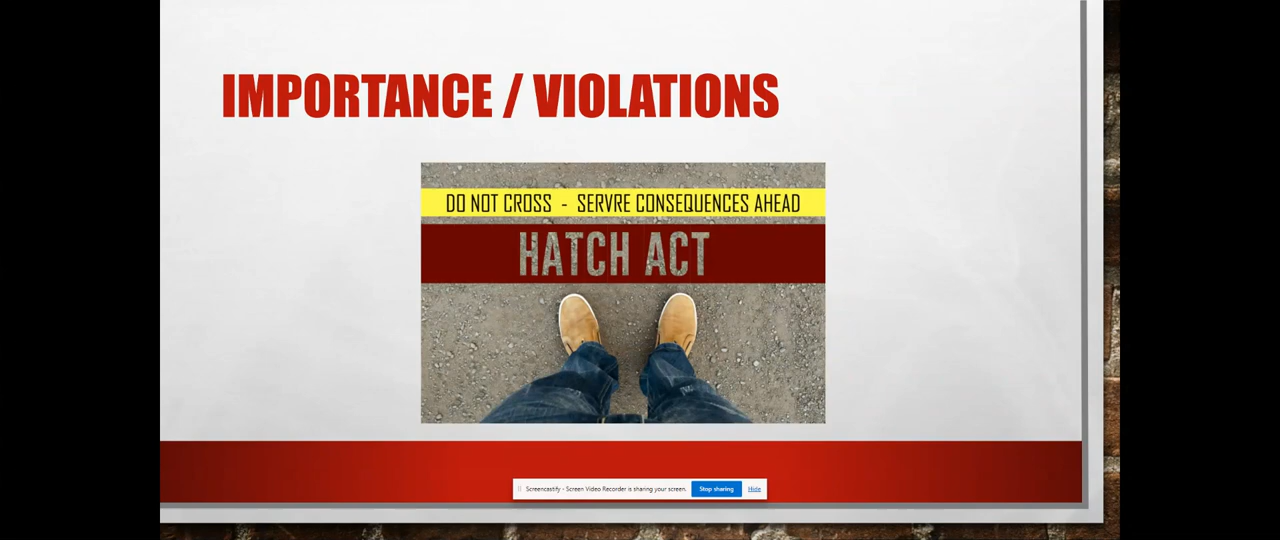 IMPORTANCE / VIOLATIONS
DO NOT CROSS - SERVRE CONSEQUENCES AHEAD
HATCH ACT
Screencastify - Screen Video Recorder is sharing your screen. Stop sharing Hide